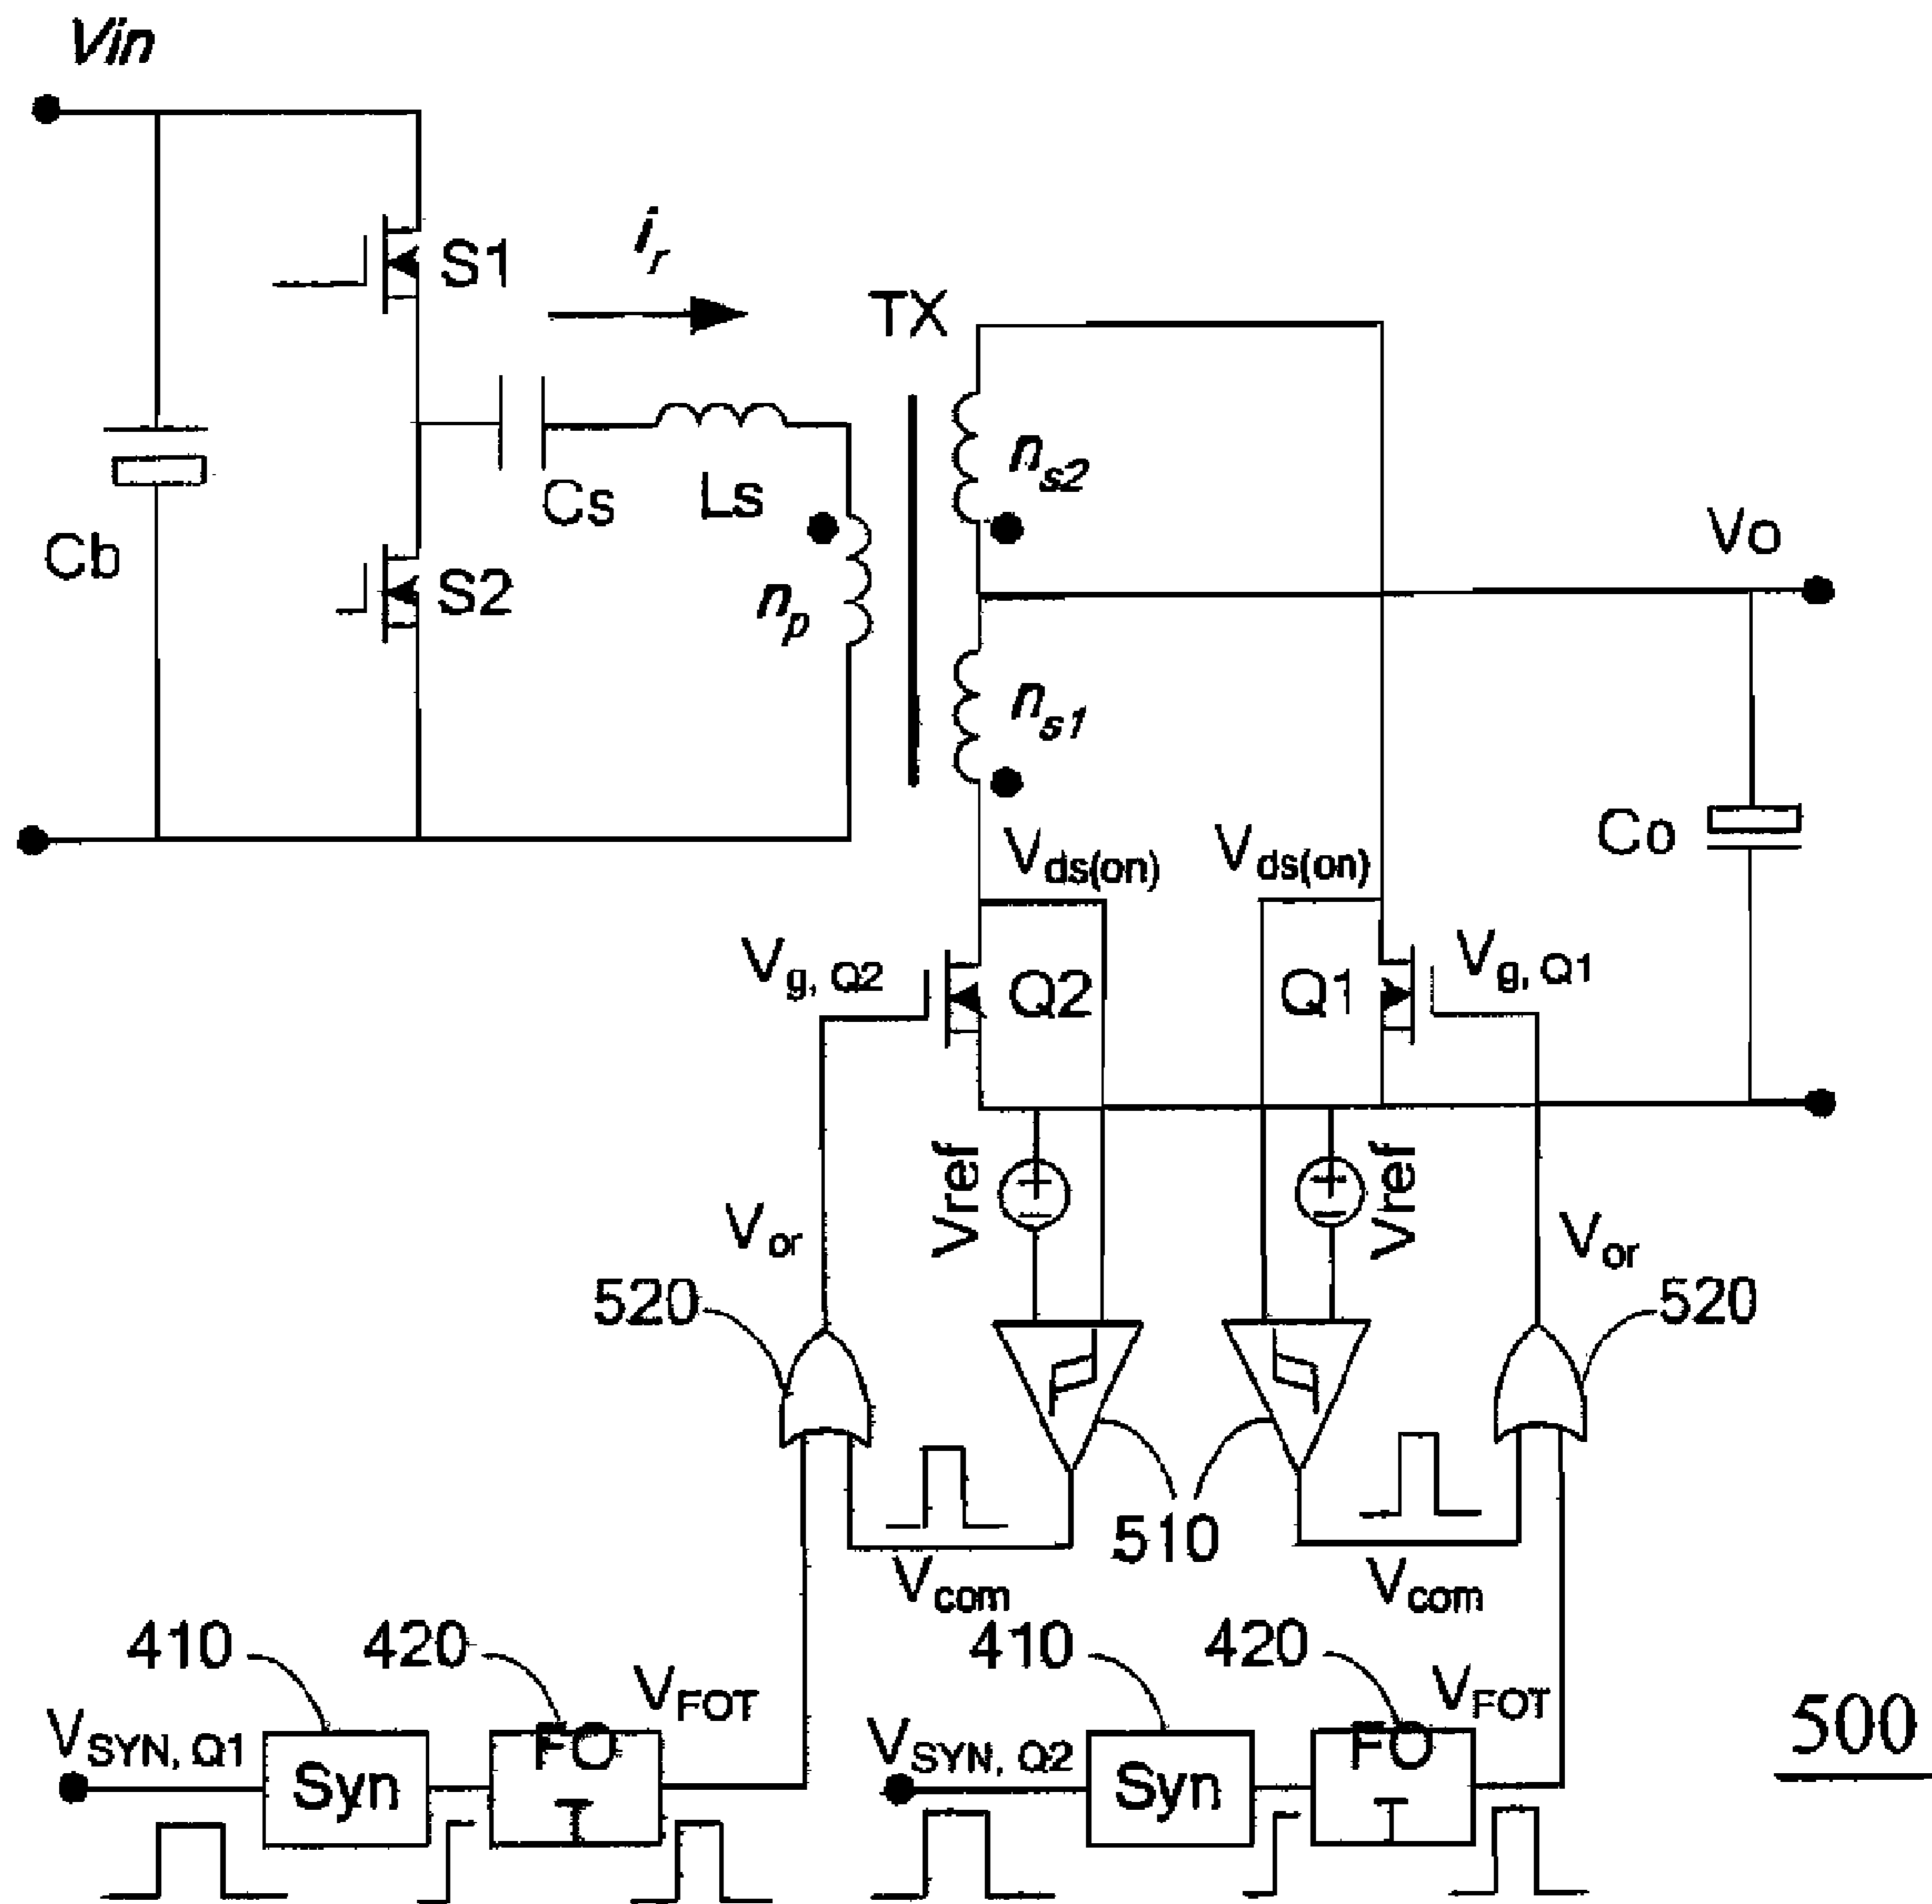 Vin
S1
i_r
TX
n_s2
Cs
Ls
Cb
S2
n_p
Vo
n_s1
V_ds(on)
V_ds(on)
Co
V_g, Q2
Q2
Q1
V_g, Q1
Vref
Vref
V_or
V_or
520
520
510
V_com
V_com
410
420
V_FOT
410
420
V_FOT
V_SYN, Q1
Syn
FO
T
V_SYN, Q2
Syn
FO
T
500